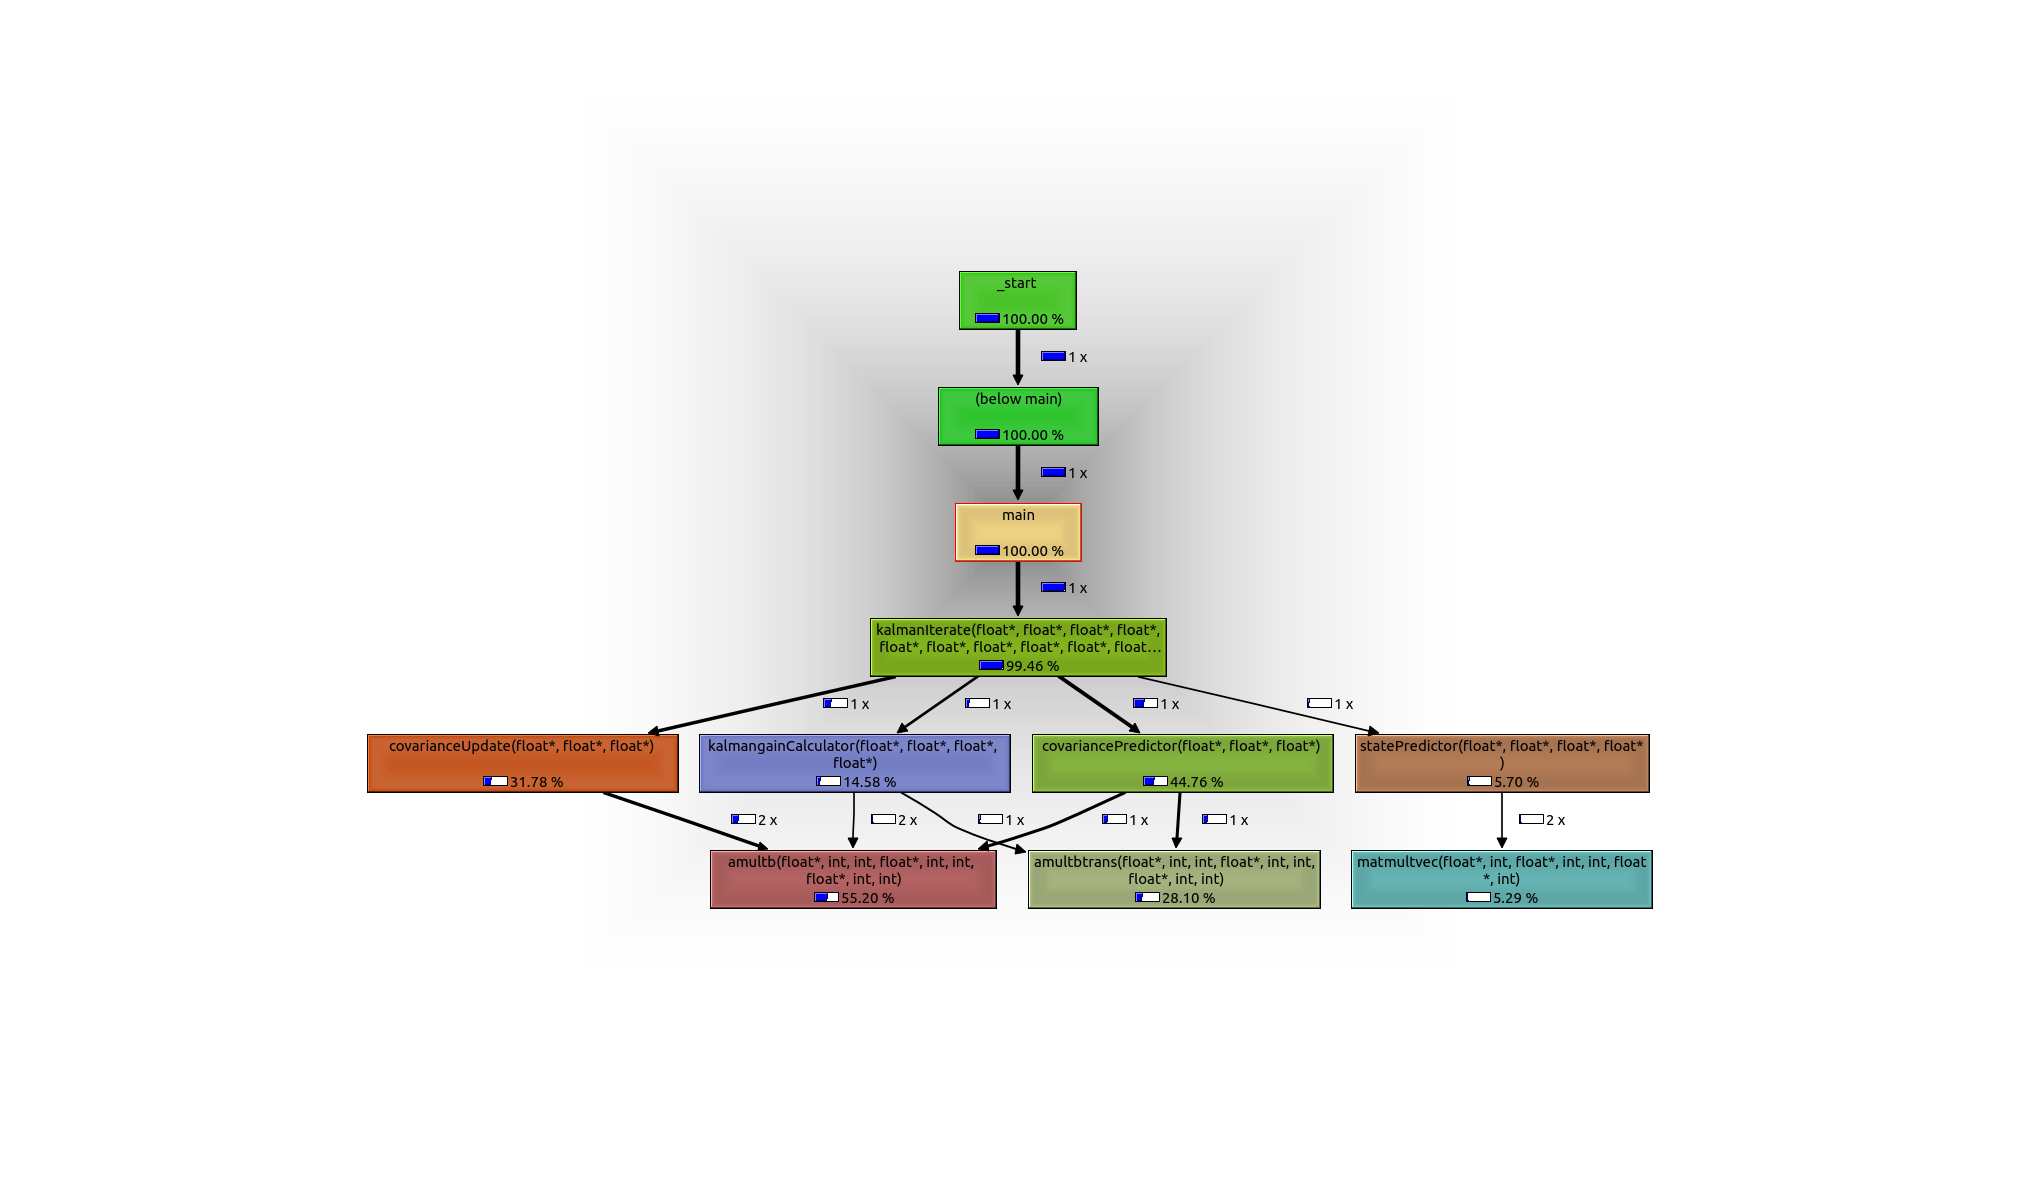 _start
100.00 %
1 x
(below main)
100.00 %
1 x
main
100.00 %
1 x
kalmanIterate(float*, float*, float*, float*,
float*, float*, float*, float*, float*, float…
99.46 %
1 x
1 x
1 x
1 x
covarianceUpdate(float*, float*, float*)
31.78 %
kalmangainCalculator(float*, float*, float*,
float*)
14.58 %
covariancePredictor(float*, float*, float*)
44.76 %
statePredictor(float*, float*, float*, float*
)
5.70 %
2 x
2 x
1 x
1 x
1 x
2 x
amultb(float*, int, int, float*, int, int,
float*, int, int)
55.20 %
amultbtrans(float*, int, int, float*, int, int,
float*, int, int)
28.10 %
matmultvec(float*, int, float*, int, int, float
*, int)
5.29 %